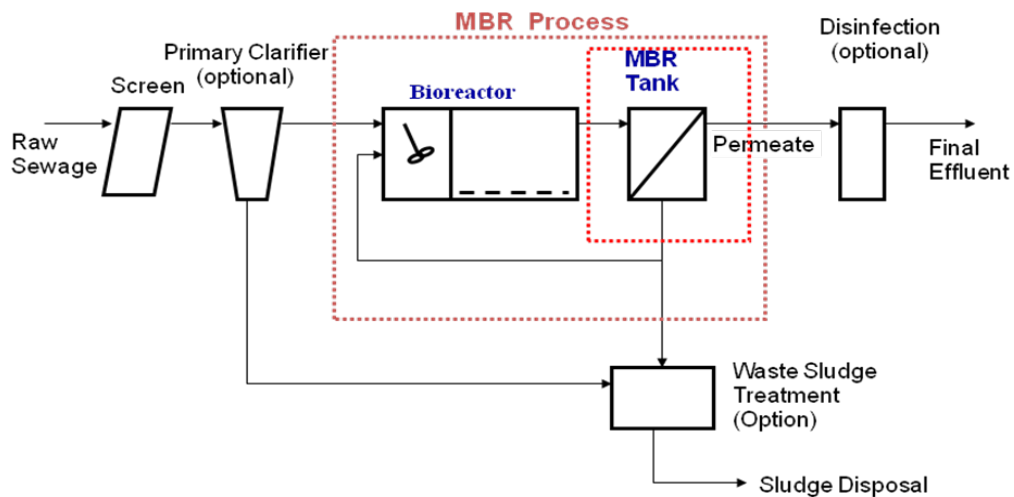 MBR Process
Disinfection
(optional)
Primary Clarifier
(optional)
MBR
Tank
Screen
Bioreactor
Raw
Sewage
Permeate
Final
Effluent
Waste Sludge
Treatment
(Option)
Sludge Disposal